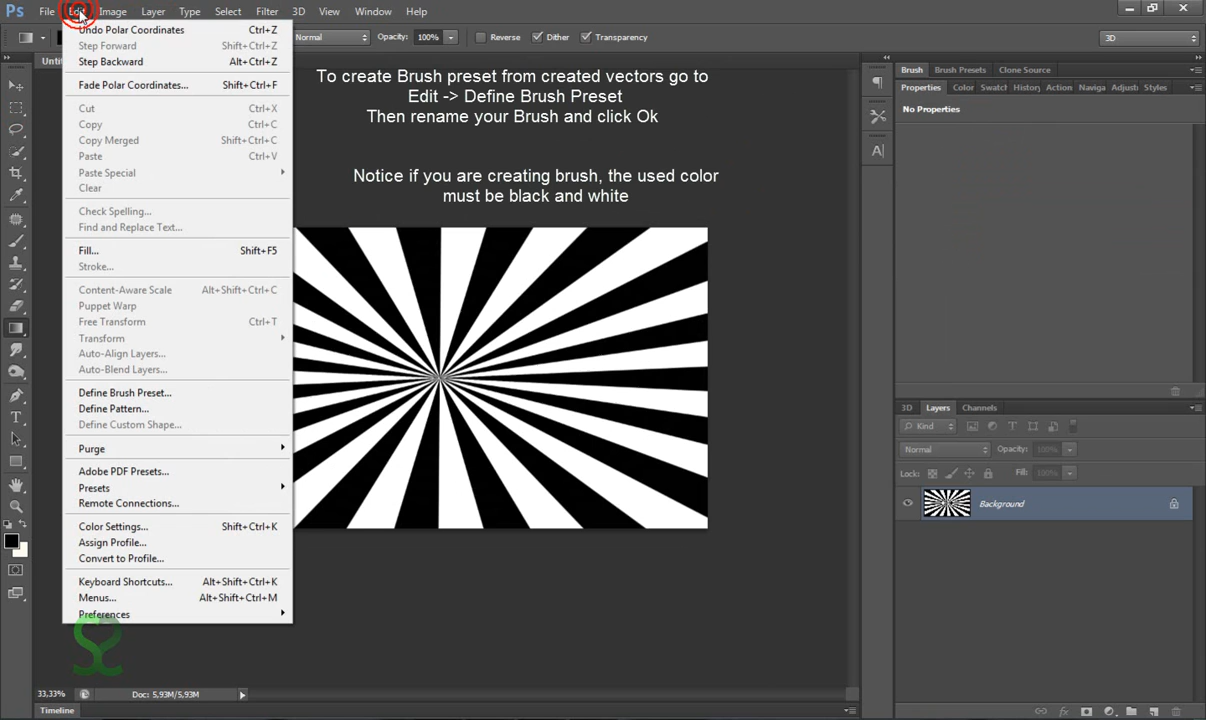 Ps File Edit Image Layer Type Select Filter 3D View Window Help
Normal Opacity: 100% Reverse Dither Transparency 3D
Undo Polar Coordinates Ctrl+Z
Step Forward Shift+Ctrl+Z
Step Backward Alt+Ctrl+Z
Fade Polar Coordinates... Shift+Ctrl+F
Cut Ctrl+X
Copy Ctrl+C
Copy Merged Shift+Ctrl+C
Paste Ctrl+V
Paste Special
Clear
Check Spelling...
Find and Replace Text...
Fill... Shift+F5
Stroke...
Content-Aware Scale Alt+Shift+Ctrl+C
Puppet Warp
Free Transform Ctrl+T
Transform
Auto-Align Layers...
Auto-Blend Layers...
Define Brush Preset...
Define Pattern...
Define Custom Shape...
Purge
Adobe PDF Presets...
Presets
Remote Connections...
Color Settings... Shift+Ctrl+K
Assign Profile...
Convert to Profile...
Keyboard Shortcuts... Alt+Shift+Ctrl+K
Menus... Alt+Shift+Ctrl+M
Preferences
To create Brush preset from created vectors go to
Edit -> Define Brush Preset
Then rename your Brush and click Ok
Notice if you are creating brush, the used color
must be black and white
Brush Brush Presets Clone Source
Properties Color Swatch History Action Naviga Adjusti Styles
No Properties
3D Layers Channels
Kind
Normal Opacity: 100%
Lock: Fill: 100%
Background
33,33% Doc: 5,93M/5,93M
Timeline